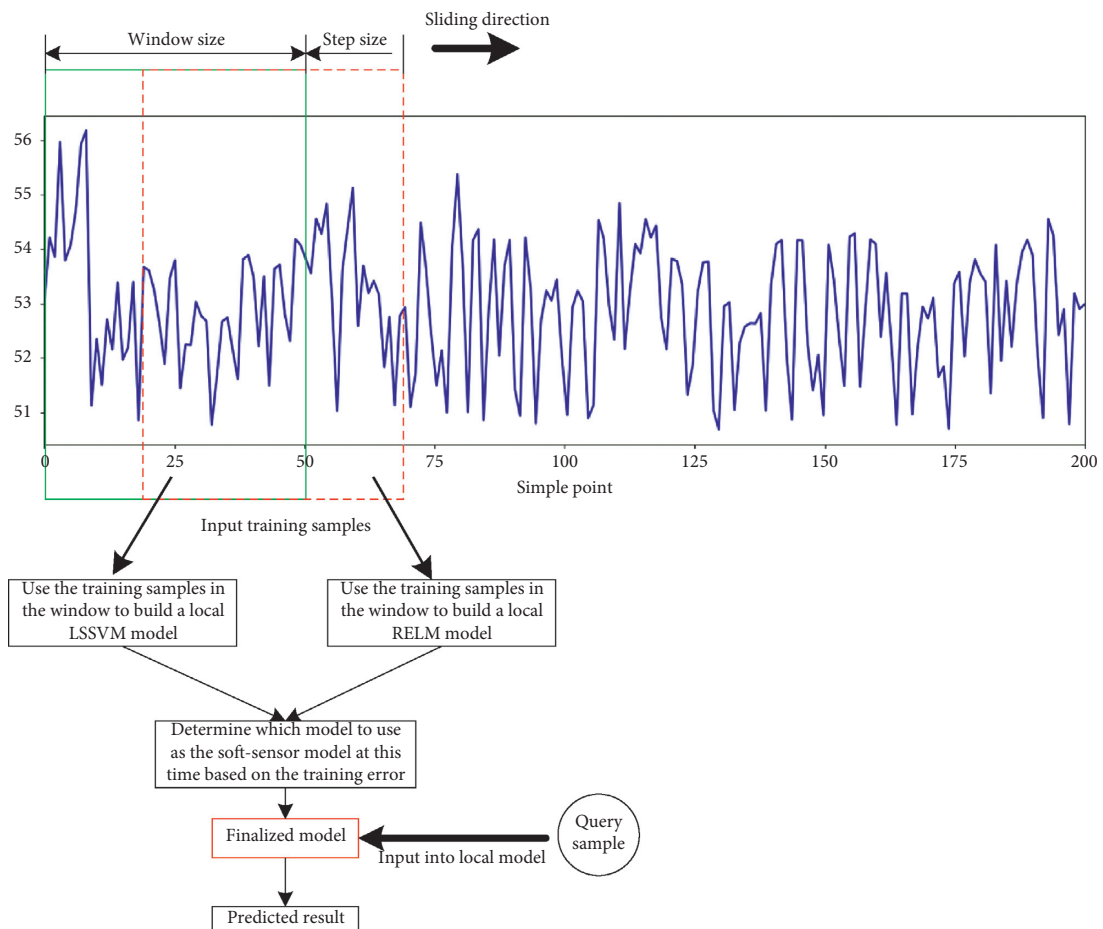 Sliding direction
Window size
Step size
56
55
54
53
52
51
0
25
50
75
100
125
150
175
200
Simple point
Input training samples
Use the training samples in
the window to build a local
LSSVM model
Use the training samples in
the window to build a local
RELM model
Determine which model to use
as the soft-sensor model at this
time based on the training error
Finalized model
Query
sample
Input into local model
Predicted result